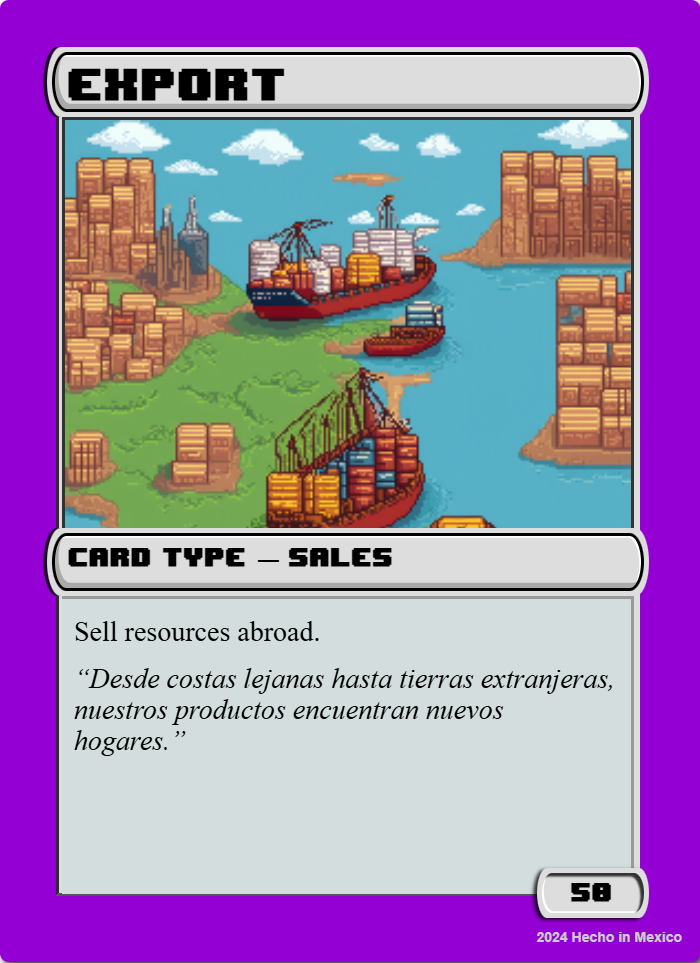 EXPORT
CARD TYPE — SALES
Sell resources abroad.
“Desde costas lejanas hasta tierras extranjeras,
nuestros productos encuentran nuevos
hogares.”
50
2024 Hecho in Mexico